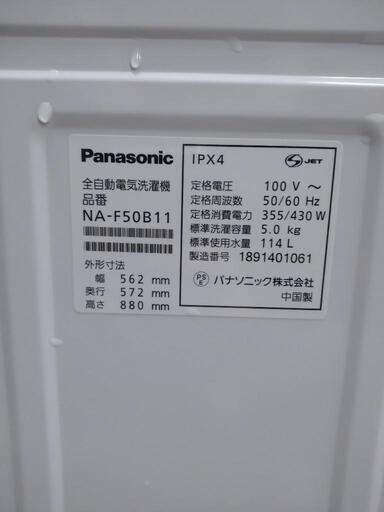 Panasonic
全自動電気洗濯機
品番
NA-F50B11
外形寸法
幅 562 mm
奥行 572 mm
高さ 880 mm
IPX4
S JET
定格電圧 100 V ～
定格周波数 50/60 Hz
定格消費電力 355/430 W
標準洗濯容量 5.0 kg
標準使用水量 114 L
製造番号 1891401061
PS E パナソニック株式会社
中国製